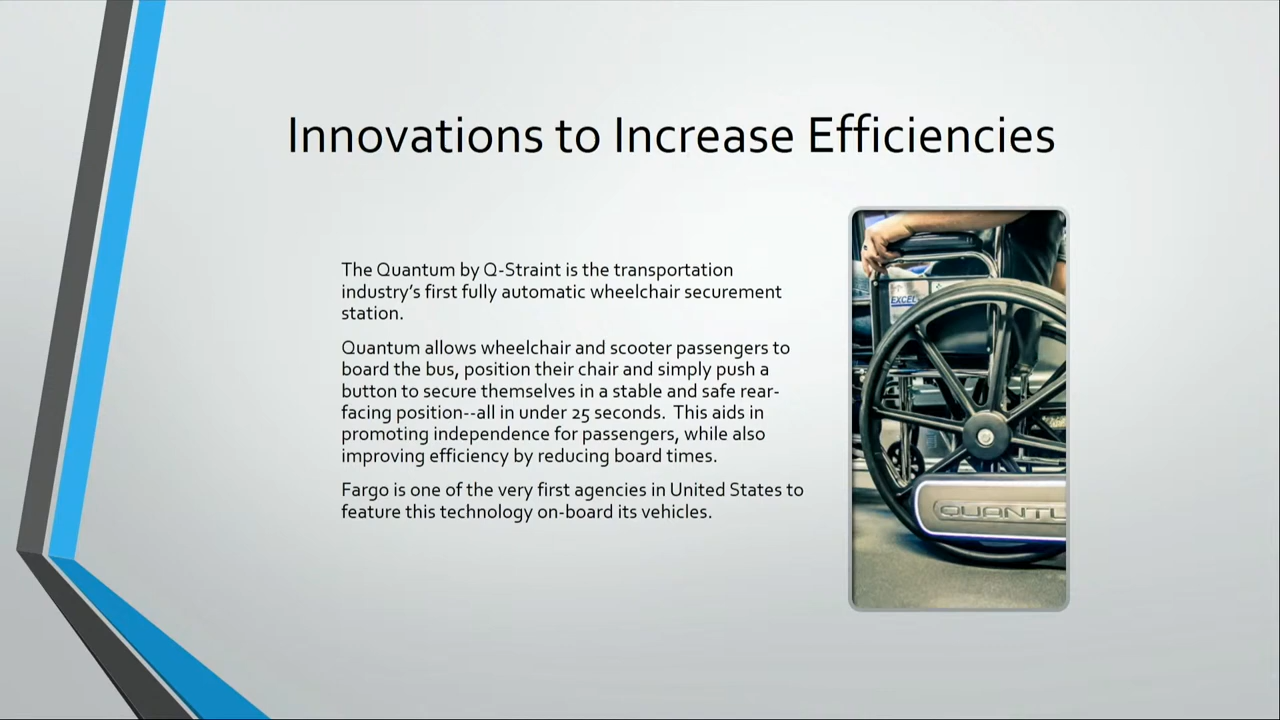 Innovations to Increase Efficiencies
The Quantum by Q-Straint is the transportation
industry's first fully automatic wheelchair securement
station.
Quantum allows wheelchair and scooter passengers to
board the bus, position their chair and simply push a
button to secure themselves in a stable and safe rear-
facing position--all in under 25 seconds.  This aids in
promoting independence for passengers, while also
improving efficiency by reducing board times.
Fargo is one of the very first agencies in United States to
feature this technology on-board its vehicles.
EXCEL
QUANTU